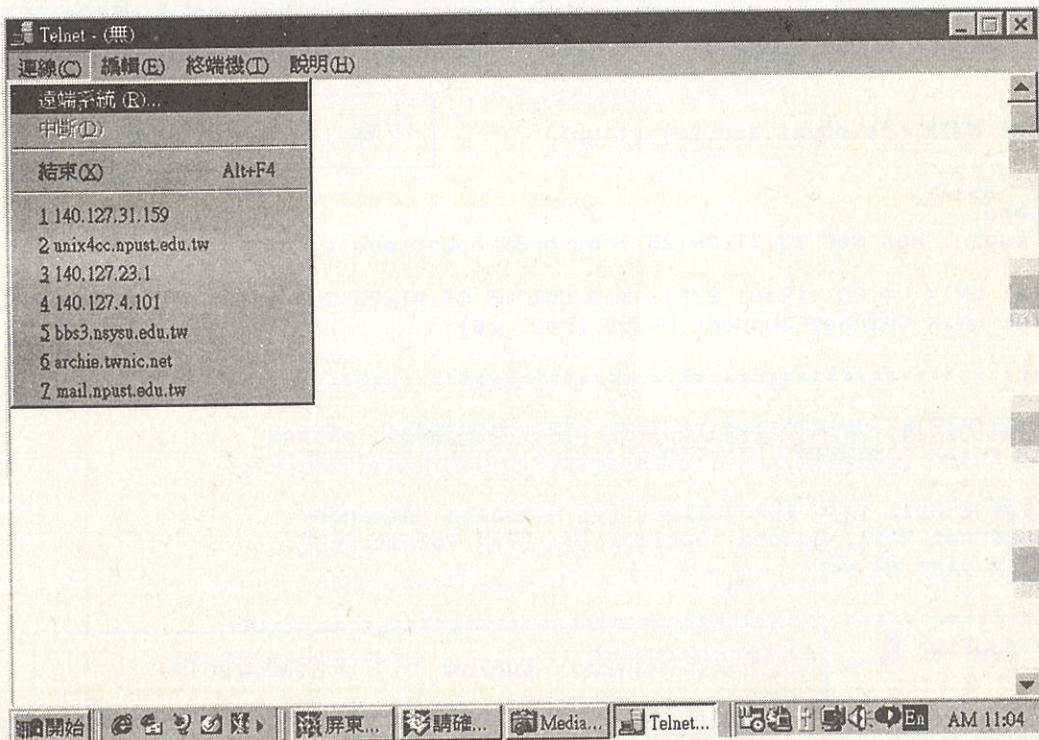 Telnet - (無)
連線(C) 編輯(E) 終端機(T) 說明(H)
遠端系統 (R)...
中斷(D)
結束(X) Alt+F4
1 140.127.31.159
2 unix4cc.npust.edu.tw
3 140.127.23.1
4 140.127.4.101
5 bbs3.nsysu.edu.tw
6 archie.twnic.net
7 mail.npust.edu.tw
開始 屏東... 請確... Media... Telnet... En AM 11:04